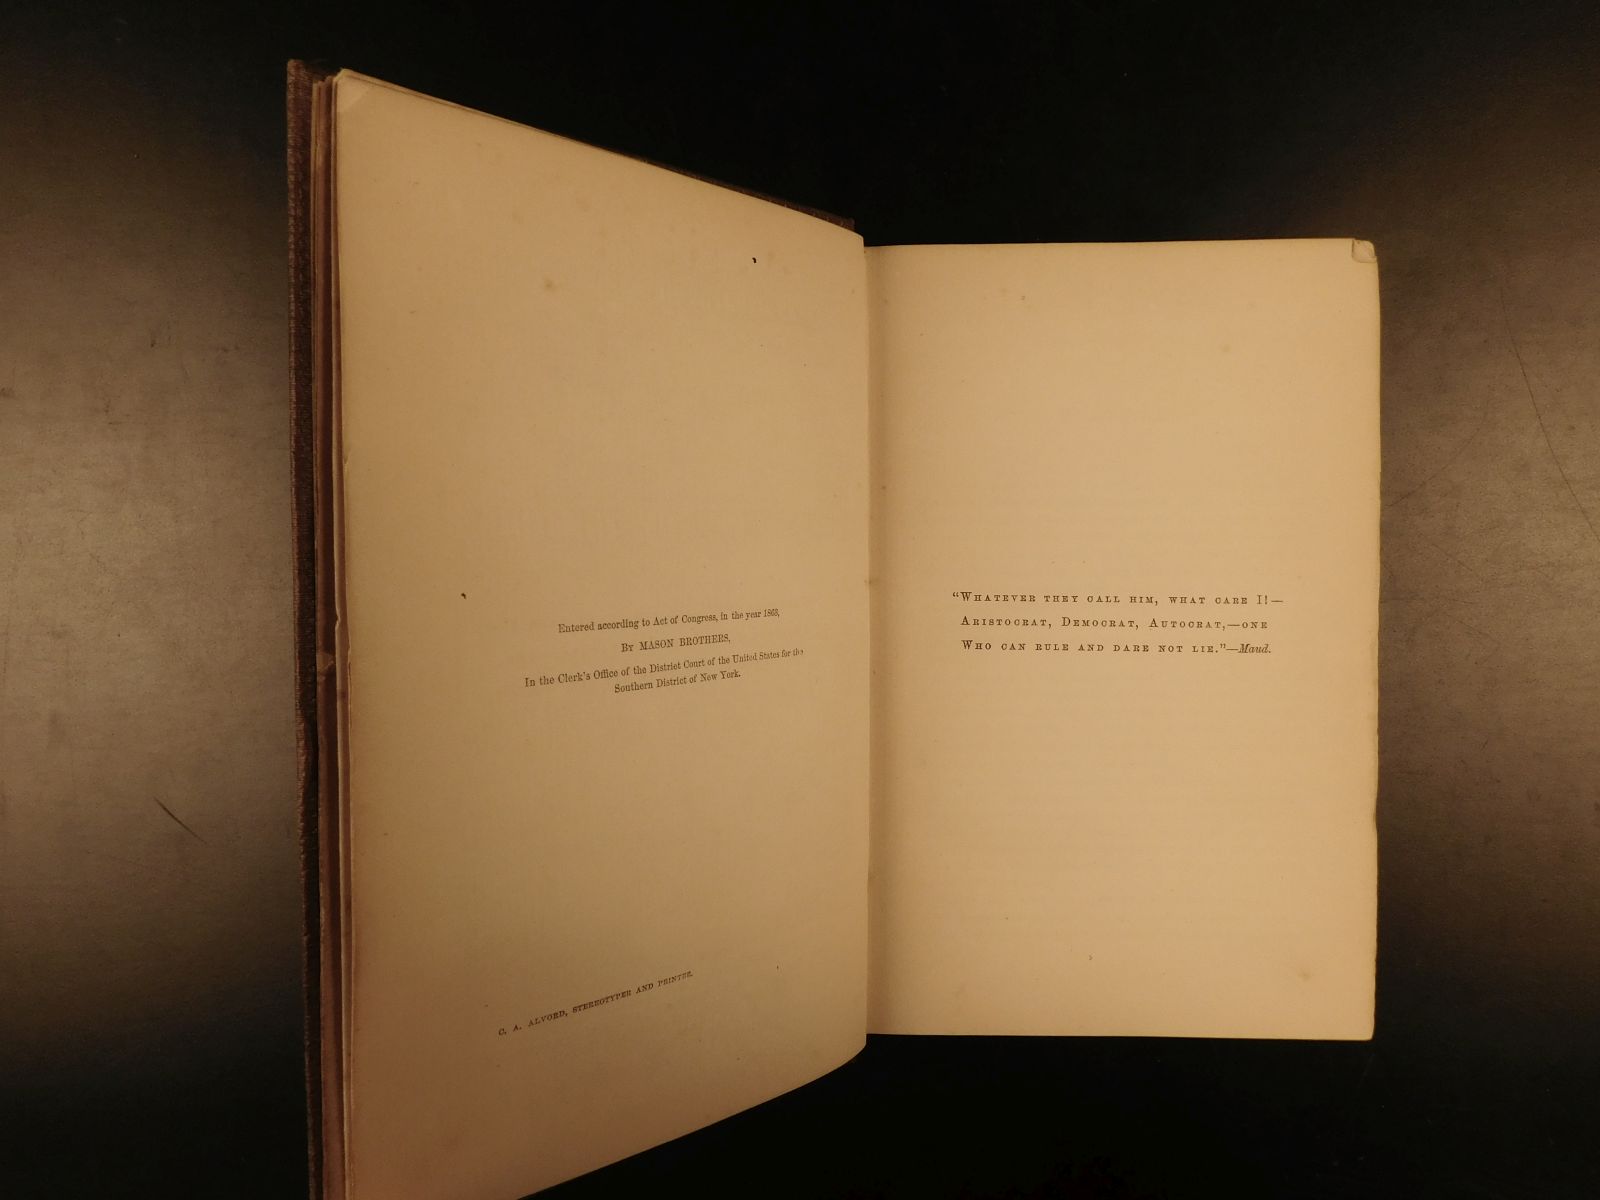 Entered according to Act of Congress, in the year 1863,
By MASON BROTHERS,
In the Clerk's Office of the District Court of the United States for the
Southern District of New York.
C. A. ALVORD, STEREOTYPER AND PRINTER.
"Whatever they call him, what care I!—
Aristocrat, Democrat, Autocrat,—one
Who can rule and dare not lie."—Maud.